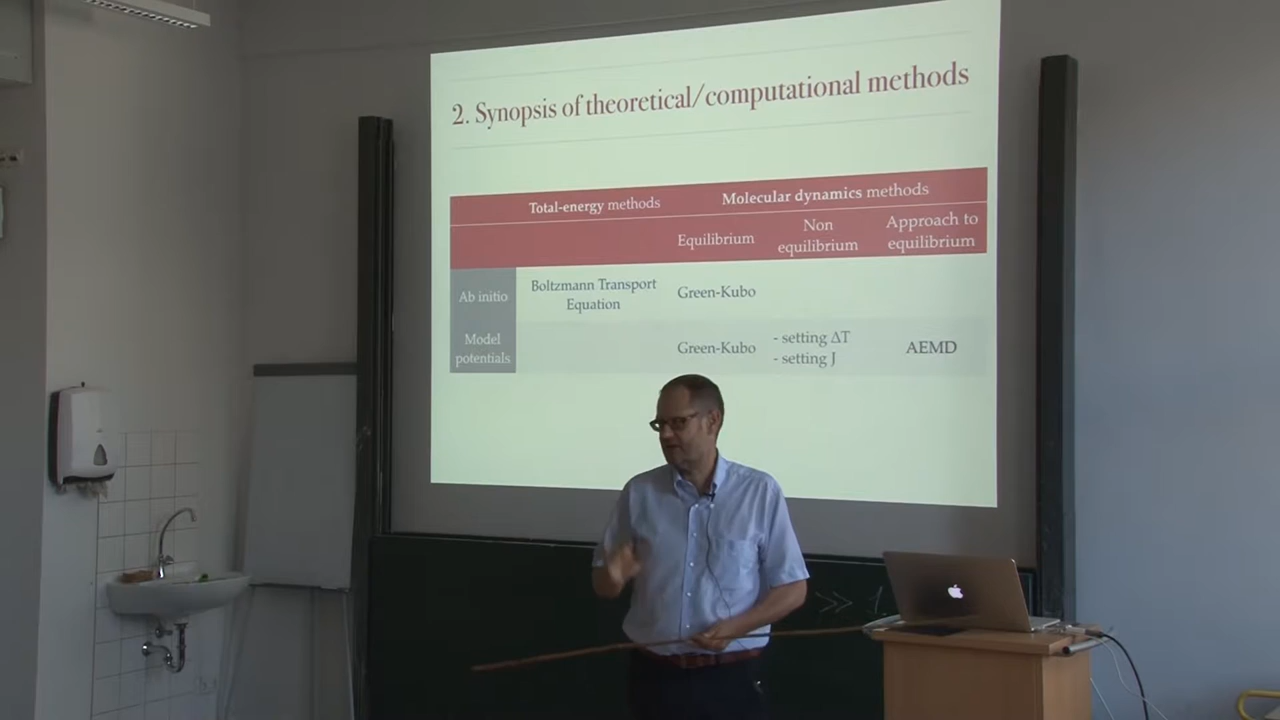 2. Synopsis of theoretical/computational methods
Total-energy methods
Molecular dynamics methods
Equilibrium
Non
equilibrium
Approach to
equilibrium
Ab initio
Boltzmann Transport
Equation
Green-Kubo
Model
potentials
Green-Kubo
- setting ΔT
- setting J
AEMD
>> 1